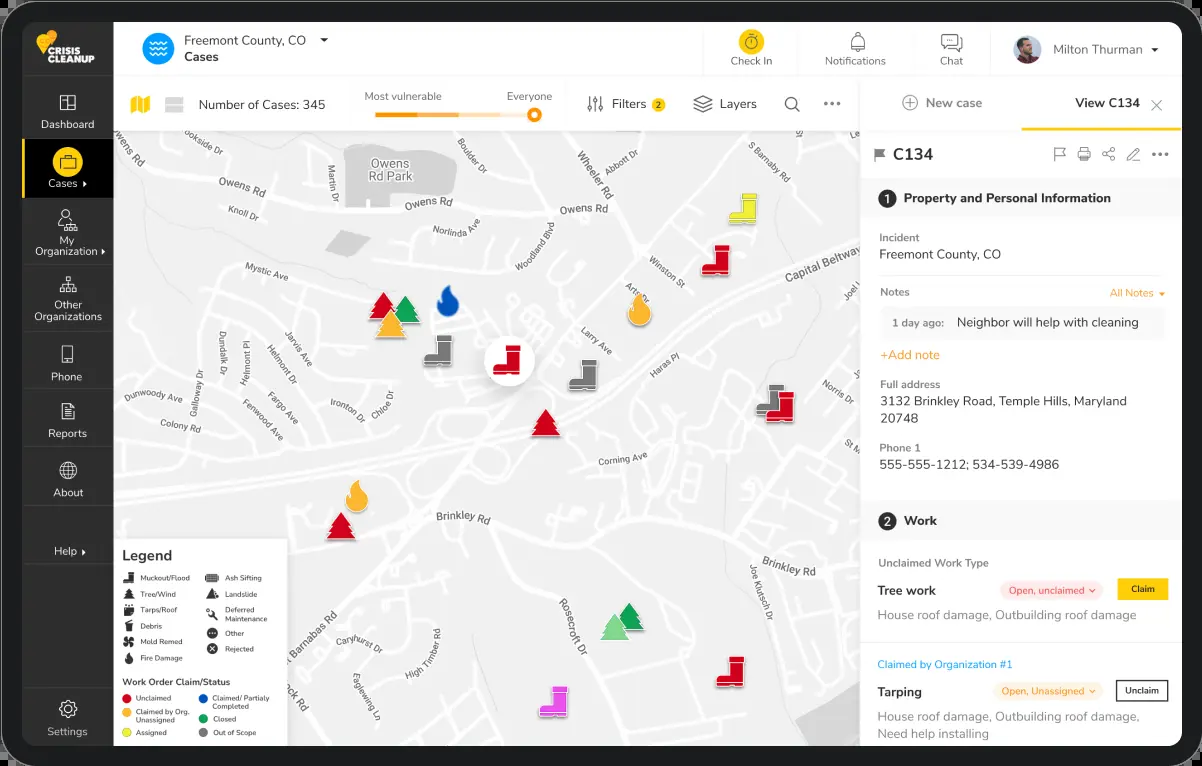 CRISIS
CLEANUP
Dashboard
Cases
My
Organization
Other
Organizations
Phone
Reports
About
Help
Settings
Freemont County, CO
Cases
Check In
Notifications
Chat
Milton Thurman
Number of Cases: 345
Most vulnerable
Everyone
Filters 2
Layers
New case
View C134
Owens Rd
Owens
Rd Park
Martin Dr
Boulder Dr
Wheeler Rd
Abbott Dr
S Barnaby Rd
Owens Rd
Knoll Dr
Owens Rd
Owens Rd
Norlinda Ave
Woodland Blvd
Winston St
Capital Beltway
Mystic Ave
Larry Ave
Haras Pl
Dundalk Dr
Helmont Pl
Jarvis Ave
Helmont Dr
Galloway Dr
Fargo Ave
Fernwood Ave
Dunwoody Ave
Colony Rd
Ironton Dr
Chloe Dr
Norris Dr
Corning Ave
Brinkley Rd
Brinkley Rd
Joe Klutsch Dr
Rosecroft Dr
St Barnabas Rd
Caryhurst Dr
High Timber Rd
Eaglewing Ln
Legend
Muckout/Flood
Tree/Wind
Tarps/Roof
Debris
Mold Remed
Fire Damage
Ash Sifting
Landslide
Deferred
Maintenance
Other
Rejected
Work Order Claim/Status
Unclaimed
Claimed by Org.
Unassigned
Assigned
Claimed/ Partialy
Completed
Closed
Out of Scope
C134
1 Property and Personal Information
Incident
Freemont County, CO
Notes
All Notes
1 day ago: Neighbor will help with cleaning
+Add note
Full address
3132 Brinkley Road, Temple Hills, Maryland
20748
Phone 1
555-555-1212; 534-539-4986
2 Work
Unclaimed Work Type
Tree work
Open, unclaimed
Claim
House roof damage, Outbuilding roof damage
Claimed by Organization #1
Tarping
Open, Unassigned
Unclaim
House roof damage, Outbuilding roof damage,
Need help installing